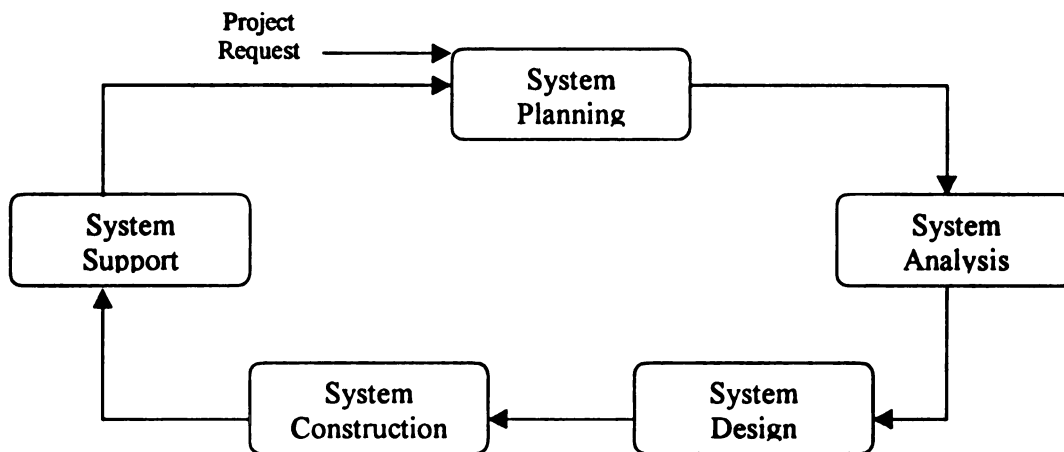 Project
Request
System
Planning
System
Support
System
Analysis
System
Construction
System
Design